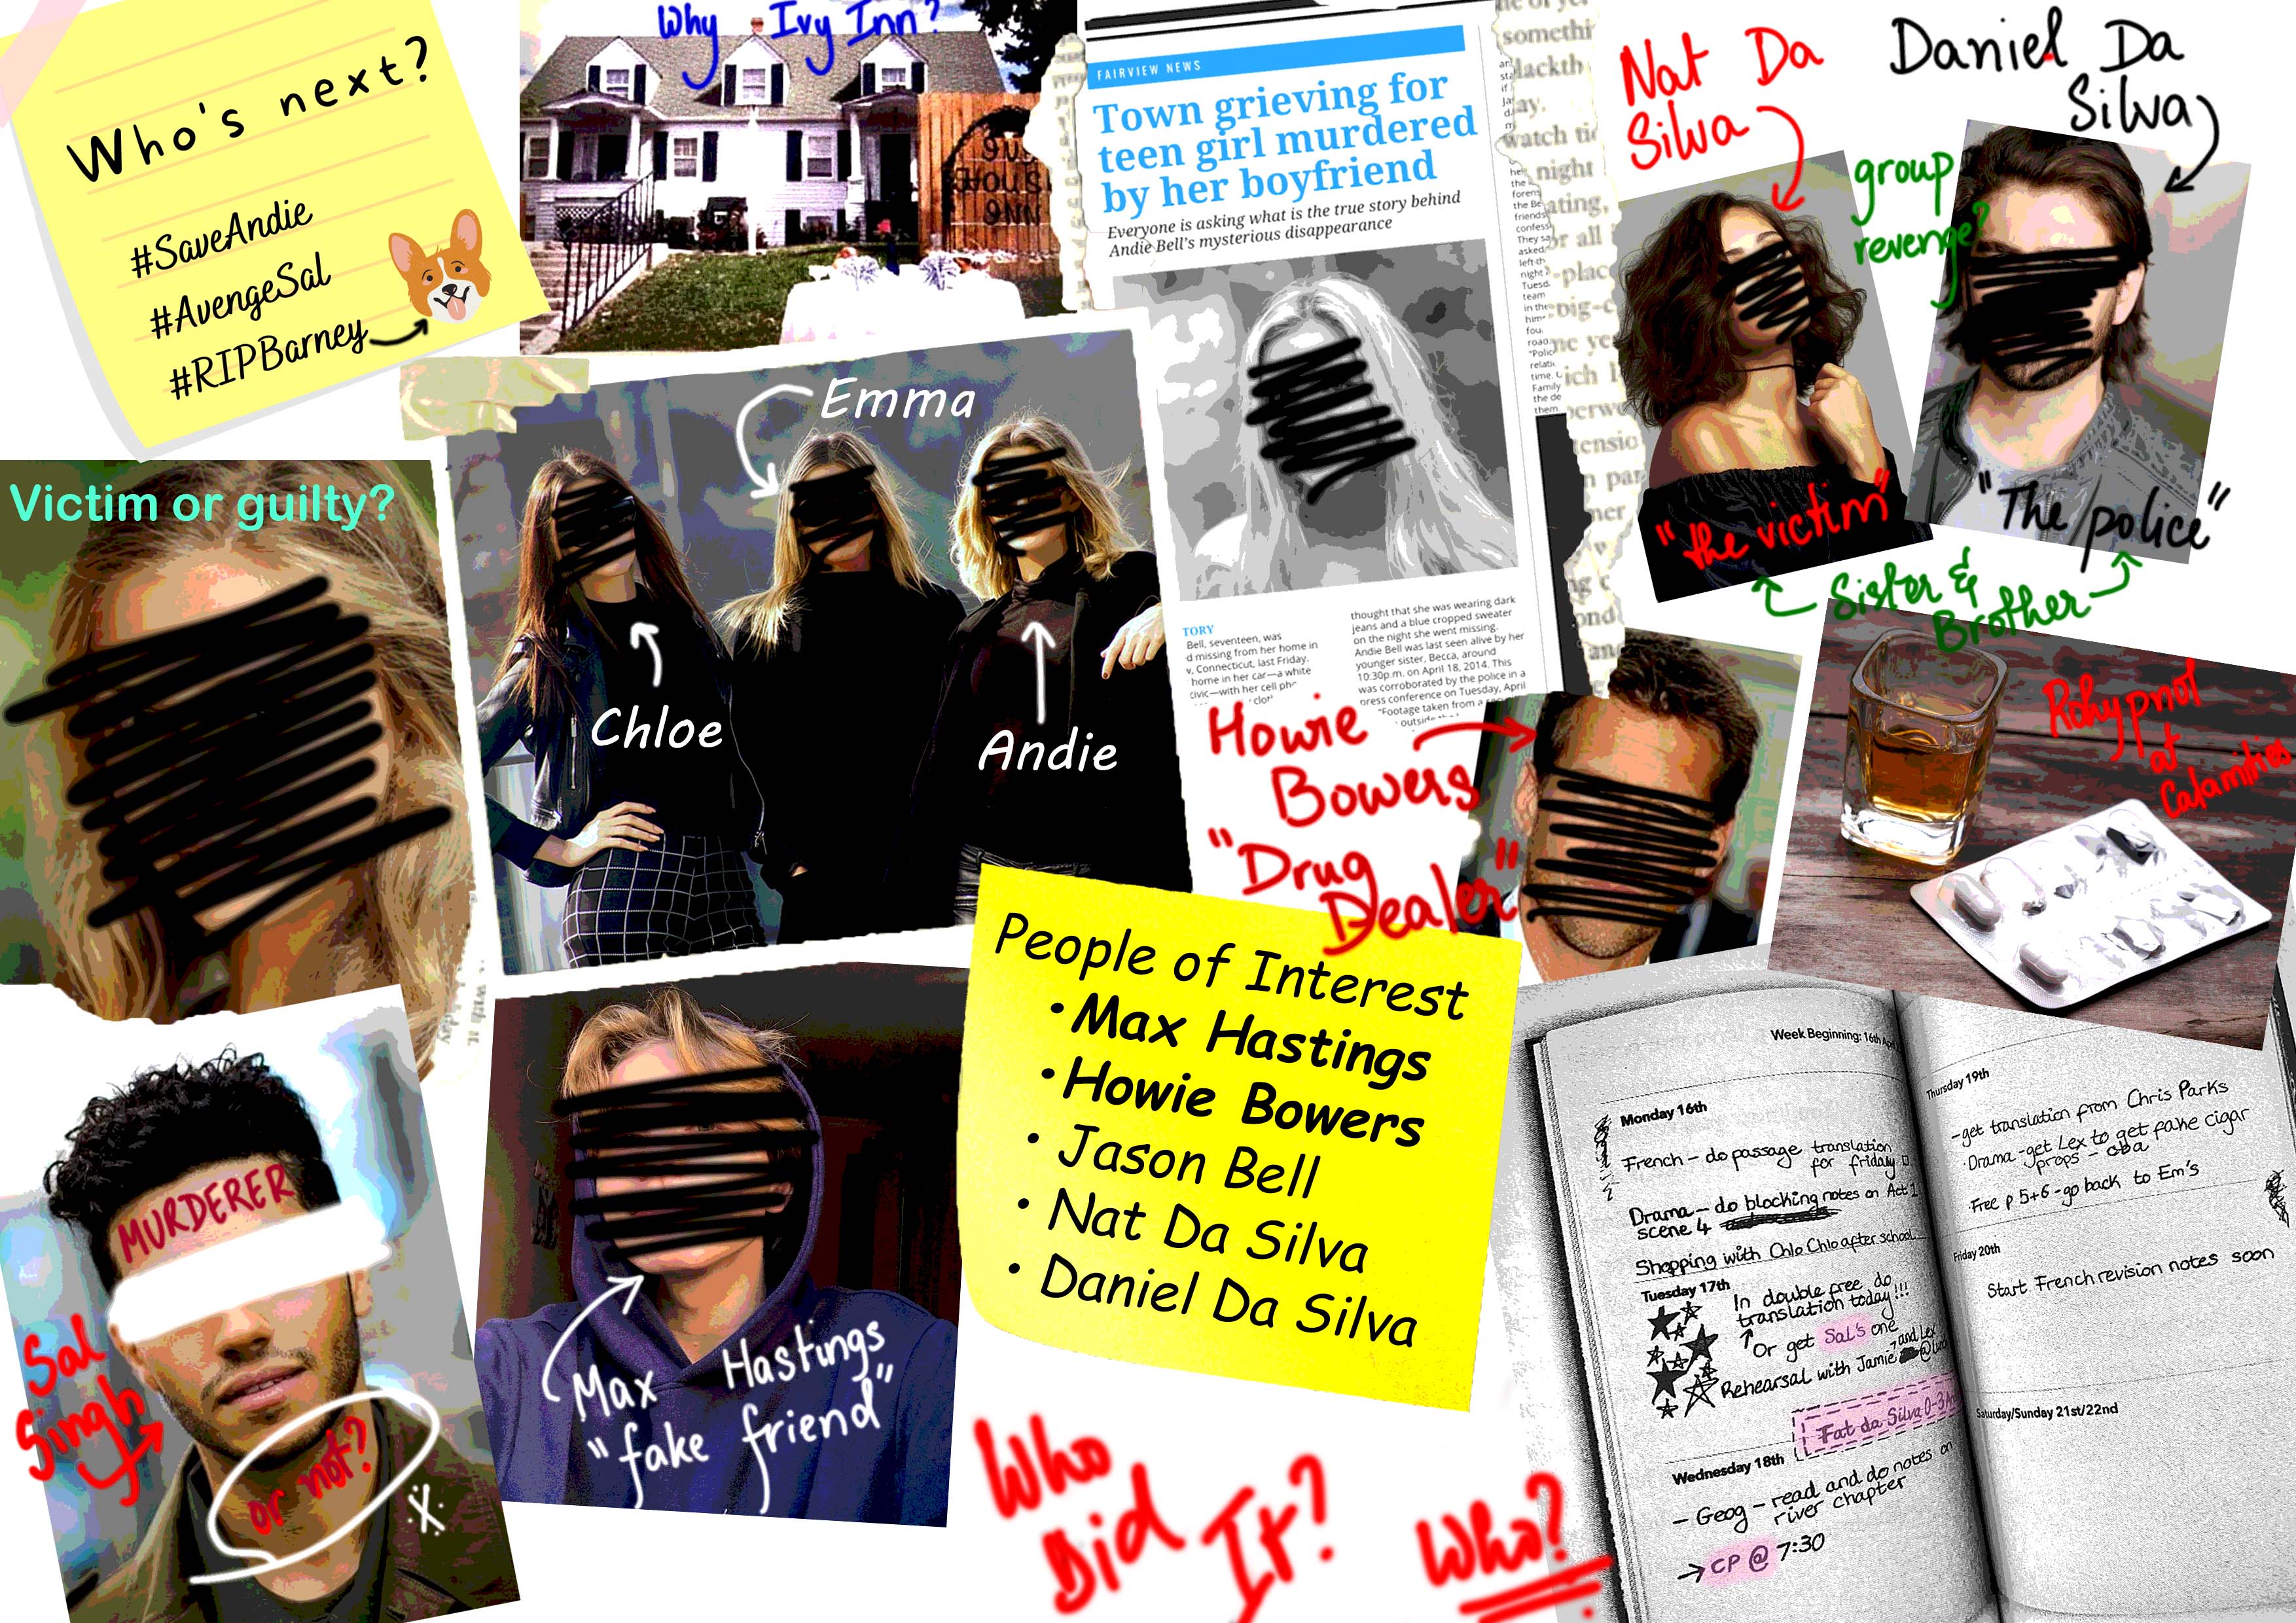 Who's next?
#SaveAndie
#AvengeSal
#RIPBarney
Why Ivy Inn?
FAIRVIEW NEWS
Town grieving for
teen girl murdered
by her boyfriend
Everyone is asking what is the true story behind
Andie Bell's mysterious disappearance
TORY
Bell, seventeen, was
d missing from her home in
v, Connecticut, last Friday.
home in her car—a white
civic—with her cell
thought that she was wearing dark
jeans and a blue cropped sweater
on the night she went missing.
Andie Bell was last seen alive by her
younger sister, Becca, around
10:30p.m. on April 18, 2014. This
was corroborated by the police in a
press conference on Tuesday, April
"Footage taken from a
Nat Da
Silva
Daniel Da
Silva
group
revenge?
"the victim"
"The police"
Sister &
Brother
Victim or guilty?
Emma
Chloe
Andie
Howie
Bowers
"Drug
Dealer"
Rohypnol
at
Calamities
People of Interest
• Max Hastings
• Howie Bowers
• Jason Bell
• Nat Da Silva
• Daniel Da Silva
MURDERER
Sal
Singh
or not?
Max Hastings
"fake friend"
Who
Did
It?
Who?
Week Beginning: 16th
Monday 16th
French – do passage translation
for friday
Drama – do blocking notes on Act 1
scene 4
Shopping with Chlo Chlo after school
Tuesday 17th
In double free do
translation today!!!
Or get Sal's one
Rehearsal with Jamie and Lex
Fat da Silva 0-3
Wednesday 18th
– Geog – read and do notes on
river chapter
→ CP @ 7:30
Thursday 19th
-get translation from Chris Parks
·Drama-get Lex to get fake cigar
props – cba
Free p 5+6 -go back to Em's
Friday 20th
Start French revision notes soon
Saturday/Sunday 21st/22nd